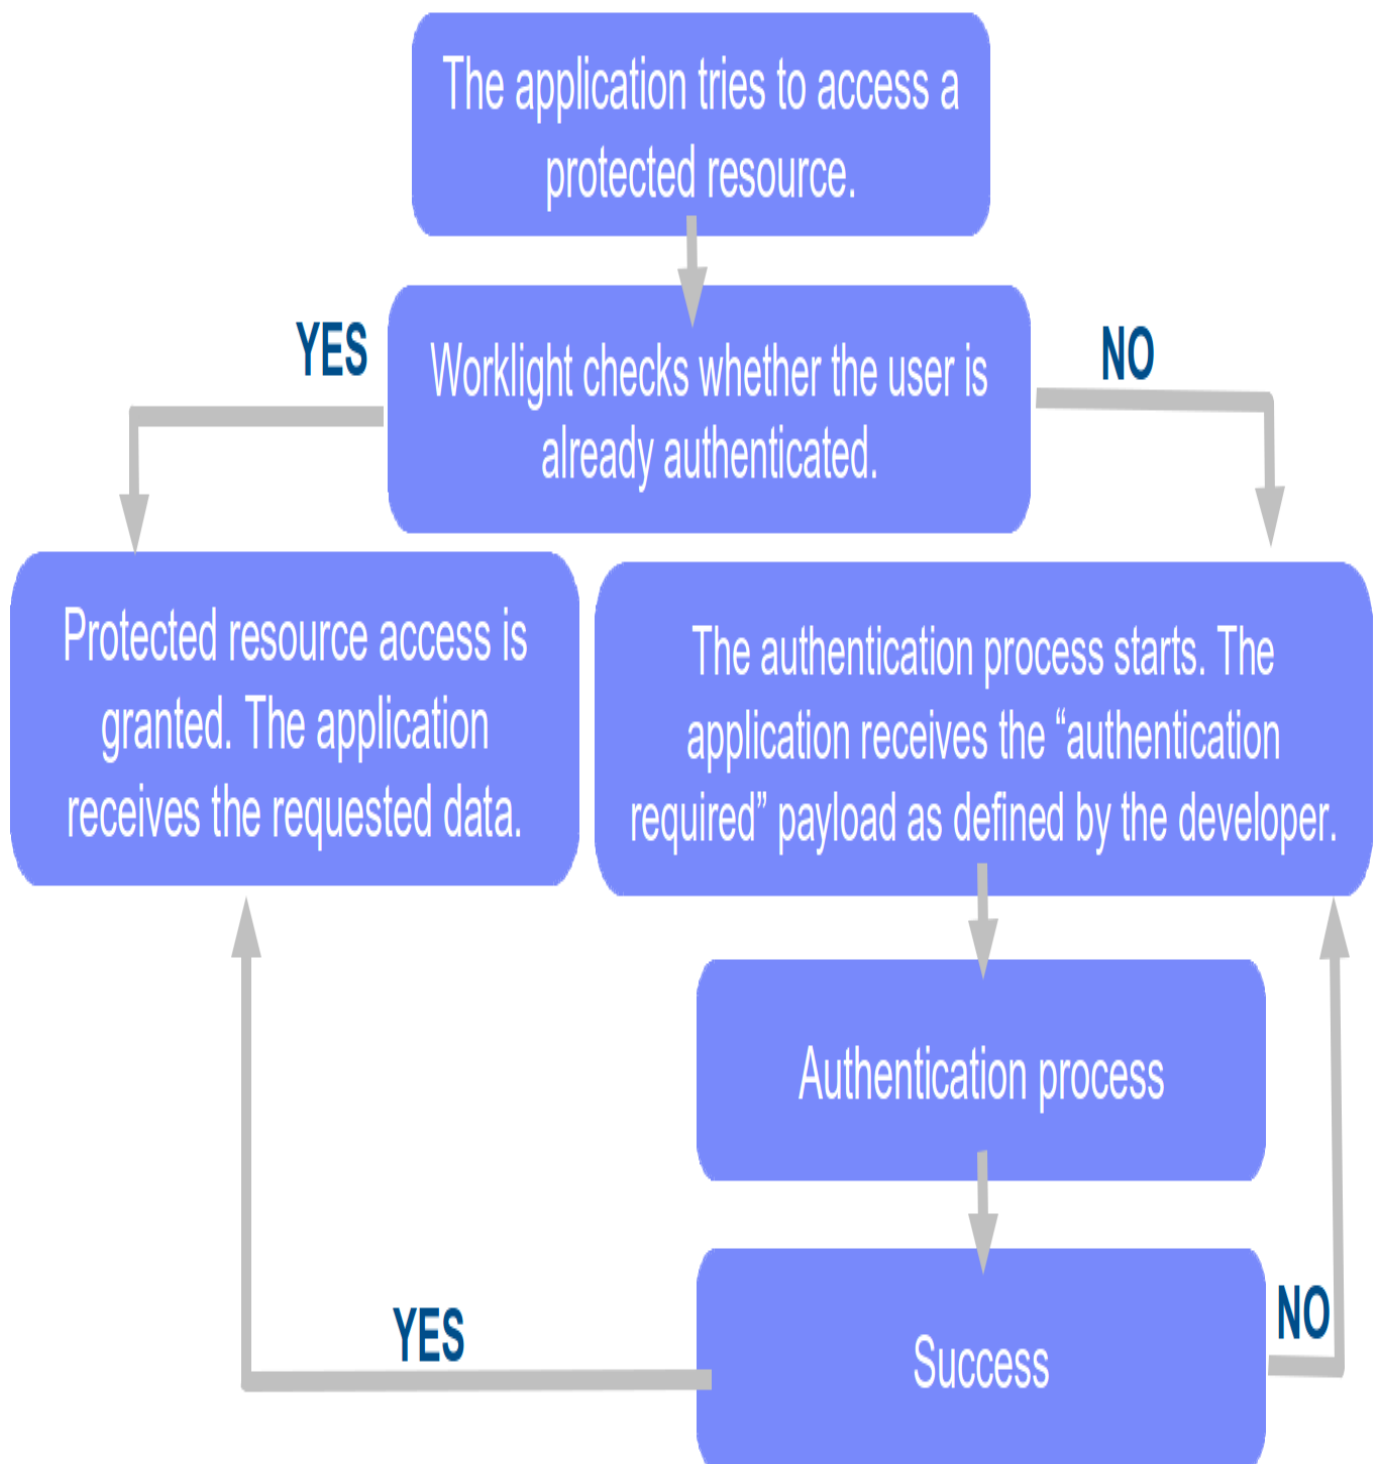 The application tries to access a
protected resource.
YES
NO
Worklight checks whether the user is
already authenticated.
Protected resource access is
granted. The application
receives the requested data.
The authentication process starts. The
application receives the “authentication
required” payload as defined by the developer.
Authentication process
YES
NO
Success